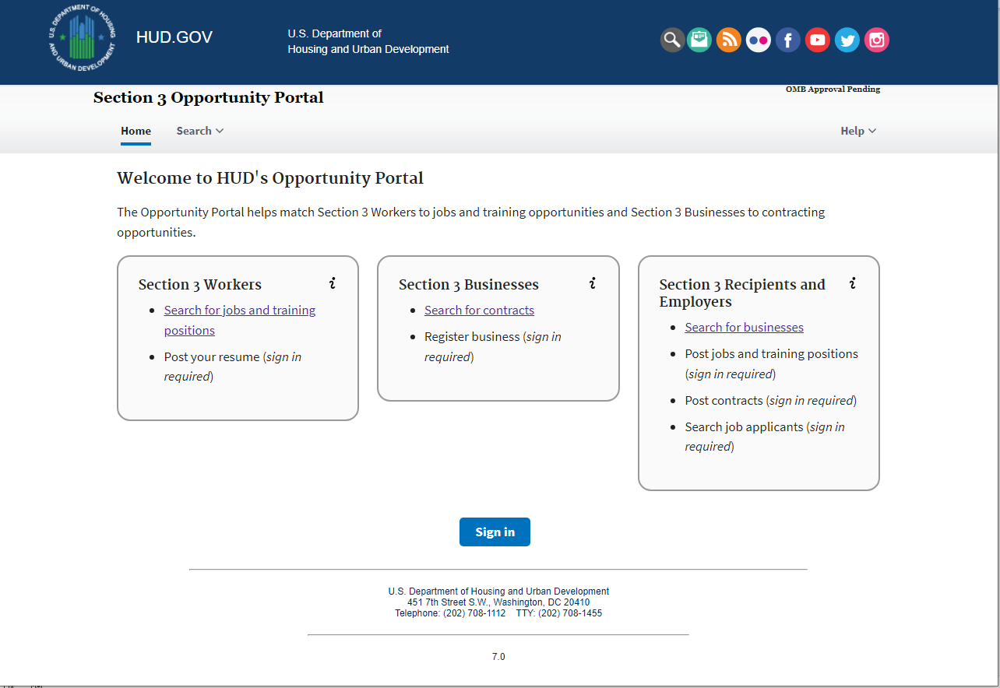 U.S. DEPARTMENT OF HOUSING
AND URBAN DEVELOPMENT
HUD.GOV
U.S. Department of
Housing and Urban Development
Section 3 Opportunity Portal
OMB Approval Pending
Home
Search
Help
Welcome to HUD's Opportunity Portal
The Opportunity Portal helps match Section 3 Workers to jobs and training opportunities and Section 3 Businesses to contracting
opportunities.
Section 3 Workers
i
• Search for jobs and training
positions
• Post your resume (sign in
required)
Section 3 Businesses
i
• Search for contracts
• Register business (sign in
required)
Section 3 Recipients and
Employers
i
• Search for businesses
• Post jobs and training positions
(sign in required)
• Post contracts (sign in required)
• Search job applicants (sign in
required)
Sign in
U.S. Department of Housing and Urban Development
451 7th Street S.W., Washington, DC 20410
Telephone: (202) 708-1112 TTY: (202) 708-1455
7.0